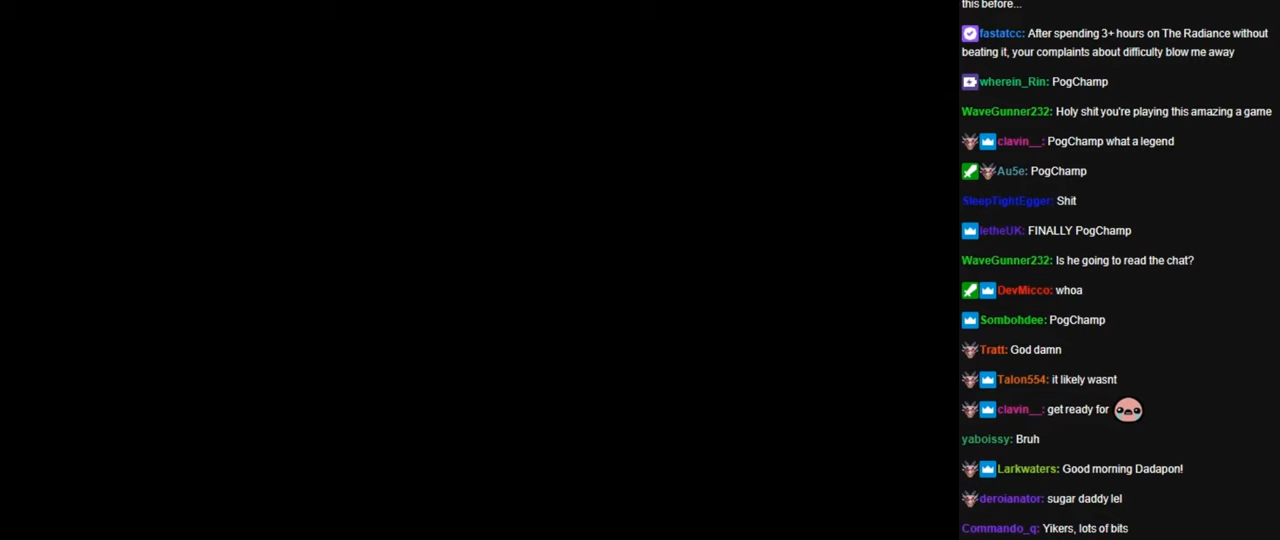 this before...
fastatcc: After spending 3+ hours on The Radiance without
beating it, your complaints about difficulty blow me away
wherein_Rin: PogChamp
WaveGunner232: Holy shit you're playing this amazing a game
clavin__: PogChamp what a legend
Au5e: PogChamp
SleepTightEgger: Shit
letheUK: FINALLY PogChamp
WaveGunner232: Is he going to read the chat?
DevMicco: whoa
Sombohdee: PogChamp
Tratt: God damn
Talon554: it likely wasnt
clavin__: get ready for
yaboissy: Bruh
Larkwaters: Good morning Dadapon!
deroianator: sugar daddy lel
Commando_q: Yikers, lots of bits